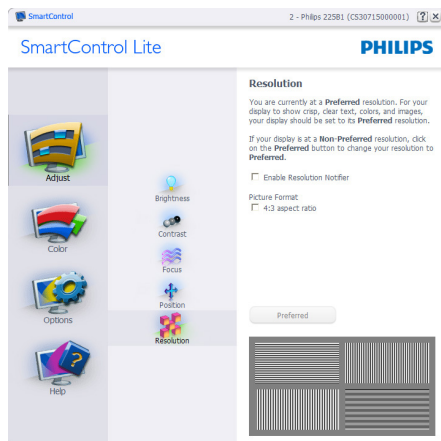 SmartControl
2 - Philips 225B1 (CS30715000001)
?
SmartControl Lite
PHILIPS
Adjust
Color
Options
Help
Brightness
Contrast
Focus
Position
Resolution
Resolution
You are currently at a Preferred resolution. For your
display to show crisp, clear text, colors, and images,
your display should be set to its Preferred resolution.
If your display is at a Non-Preferred resolution, click
on the Preferred button to change your resolution to
Preferred.
Enable Resolution Notifier
Picture Format
4:3 aspect ratio
Preferred